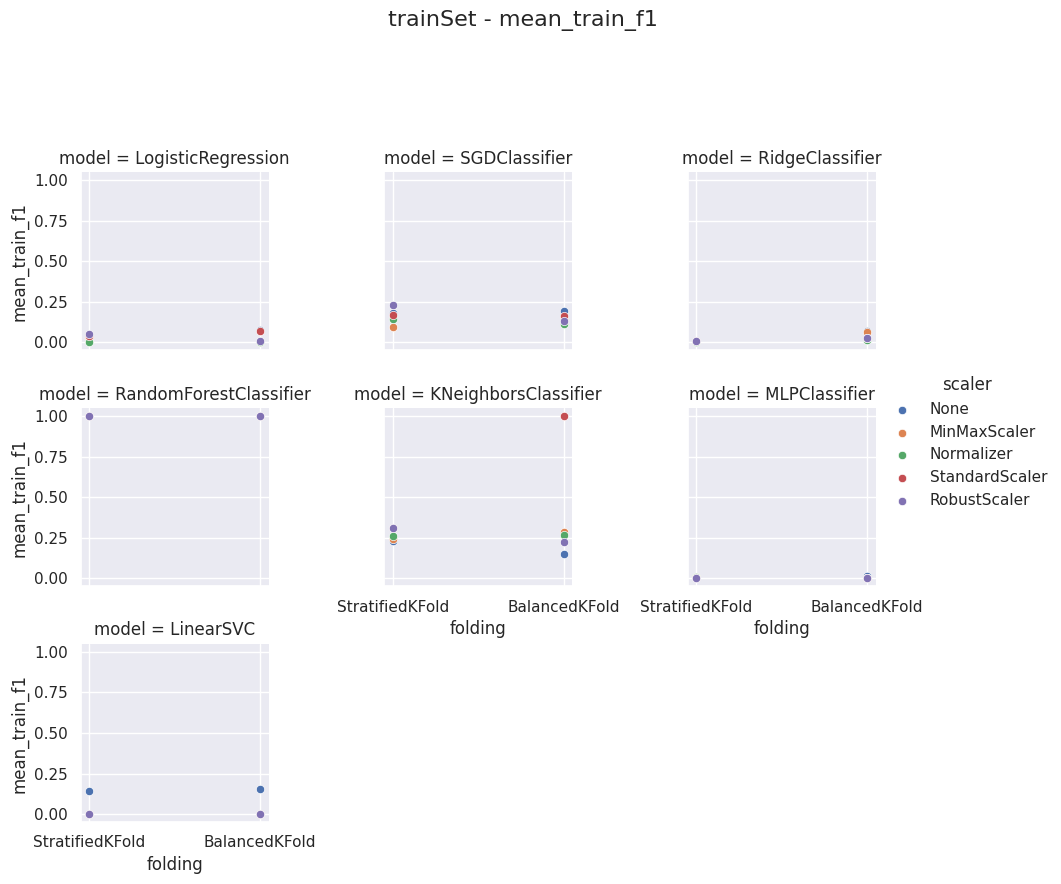 trainSet - mean_train_f1
model = LogisticRegression
model = SGDClassifier
model = RidgeClassifier
1.00
0.75
0.50
0.25
0.00
mean_train_f1
model = RandomForestClassifier
model = KNeighborsClassifier
model = MLPClassifier
1.00
0.75
0.50
0.25
0.00
mean_train_f1
StratifiedKFold
BalancedKFold
folding
StratifiedKFold
BalancedKFold
folding
scaler
None
MinMaxScaler
Normalizer
StandardScaler
RobustScaler
model = LinearSVC
1.00
0.75
0.50
0.25
0.00
mean_train_f1
StratifiedKFold
BalancedKFold
folding